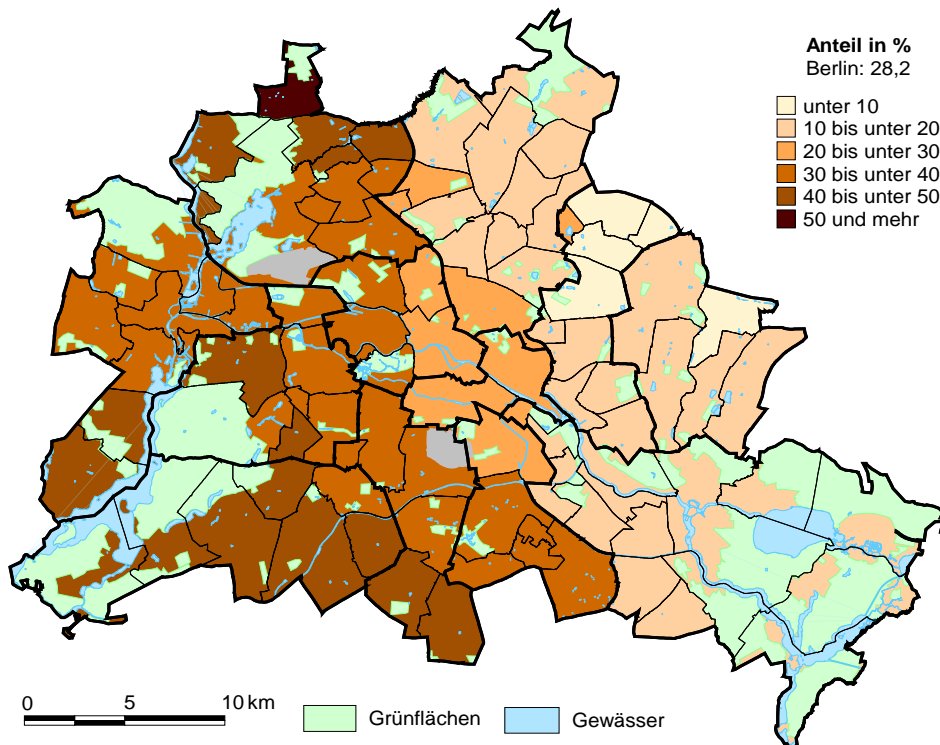 Anteil in %
Berlin: 28,2
unter 10
10 bis unter 20
20 bis unter 30
30 bis unter 40
40 bis unter 50
50 und mehr
0 5 10 km
Grünflächen
Gewässer